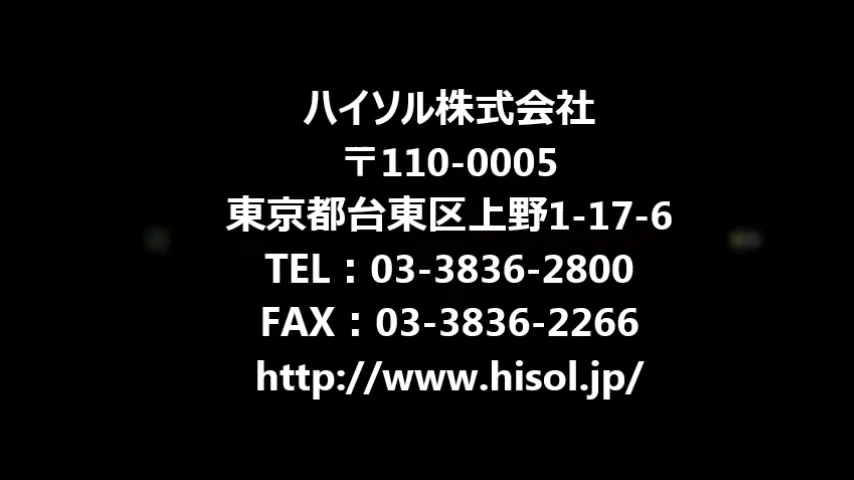 ハイソル株式会社
〒110-0005
東京都台東区上野1-17-6
TEL：03-3836-2800
FAX：03-3836-2266
http://www.hisol.jp/